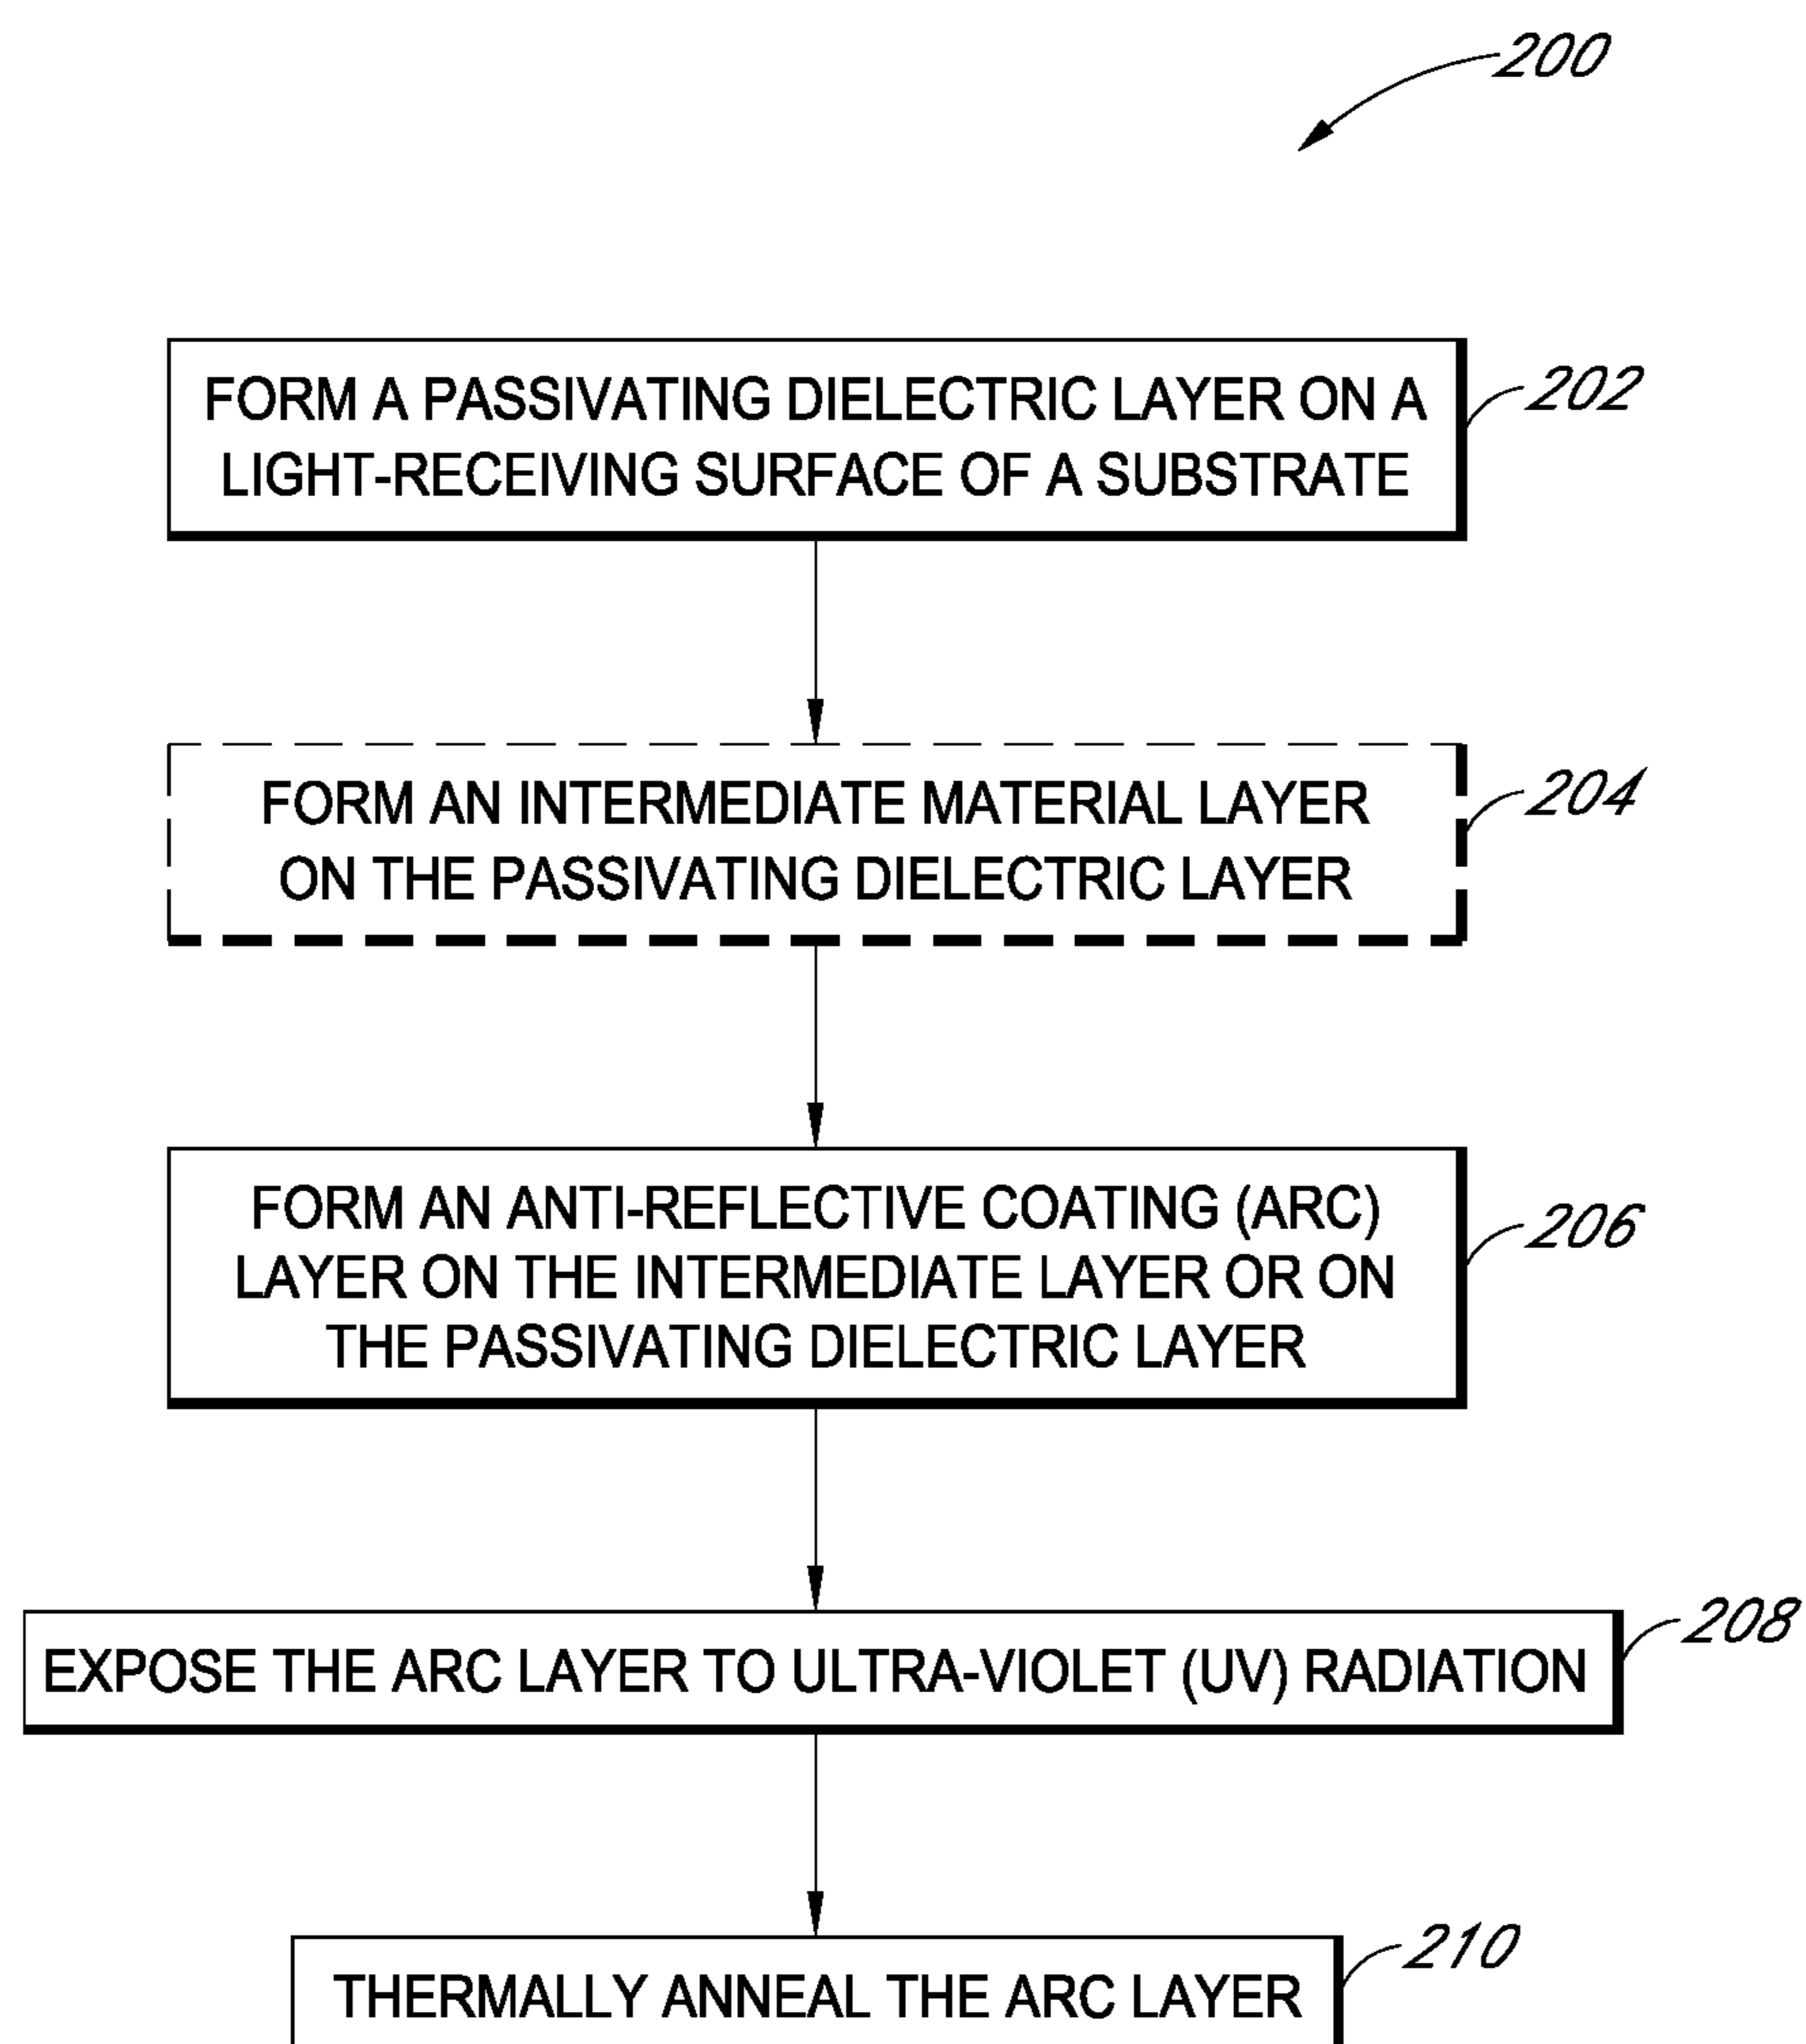 200
FORM A PASSIVATING DIELECTRIC LAYER ON A
LIGHT-RECEIVING SURFACE OF A SUBSTRATE
202
FORM AN INTERMEDIATE MATERIAL LAYER
ON THE PASSIVATING DIELECTRIC LAYER
204
FORM AN ANTI-REFLECTIVE COATING (ARC)
LAYER ON THE INTERMEDIATE LAYER OR ON
THE PASSIVATING DIELECTRIC LAYER
206
EXPOSE THE ARC LAYER TO ULTRA-VIOLET (UV) RADIATION
208
THERMALLY ANNEAL THE ARC LAYER
210